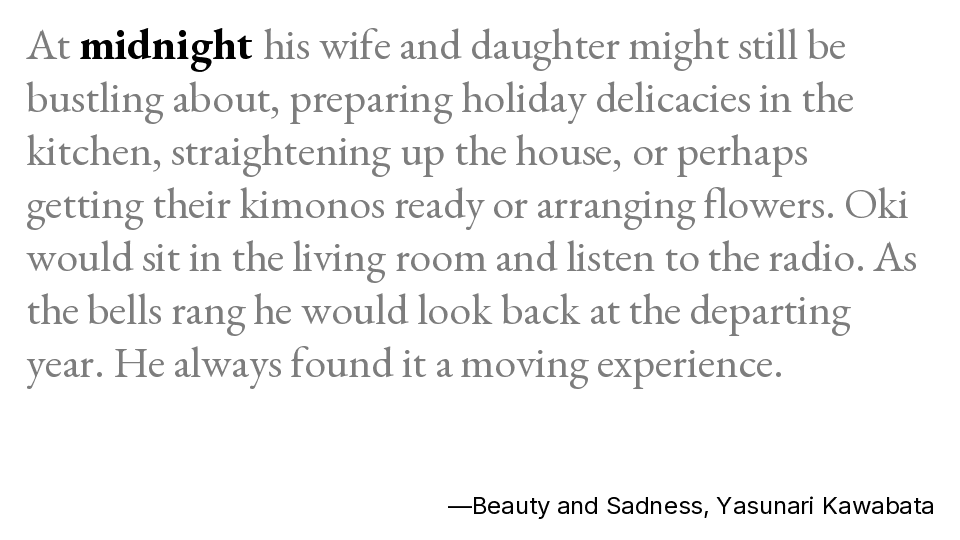 At midnight his wife and daughter might still be
bustling about, preparing holiday delicacies in the
kitchen, straightening up the house, or perhaps
getting their kimonos ready or arranging flowers. Oki
would sit in the living room and listen to the radio. As
the bells rang he would look back at the departing
year. He always found it a moving experience.
—Beauty and Sadness, Yasunari Kawabata